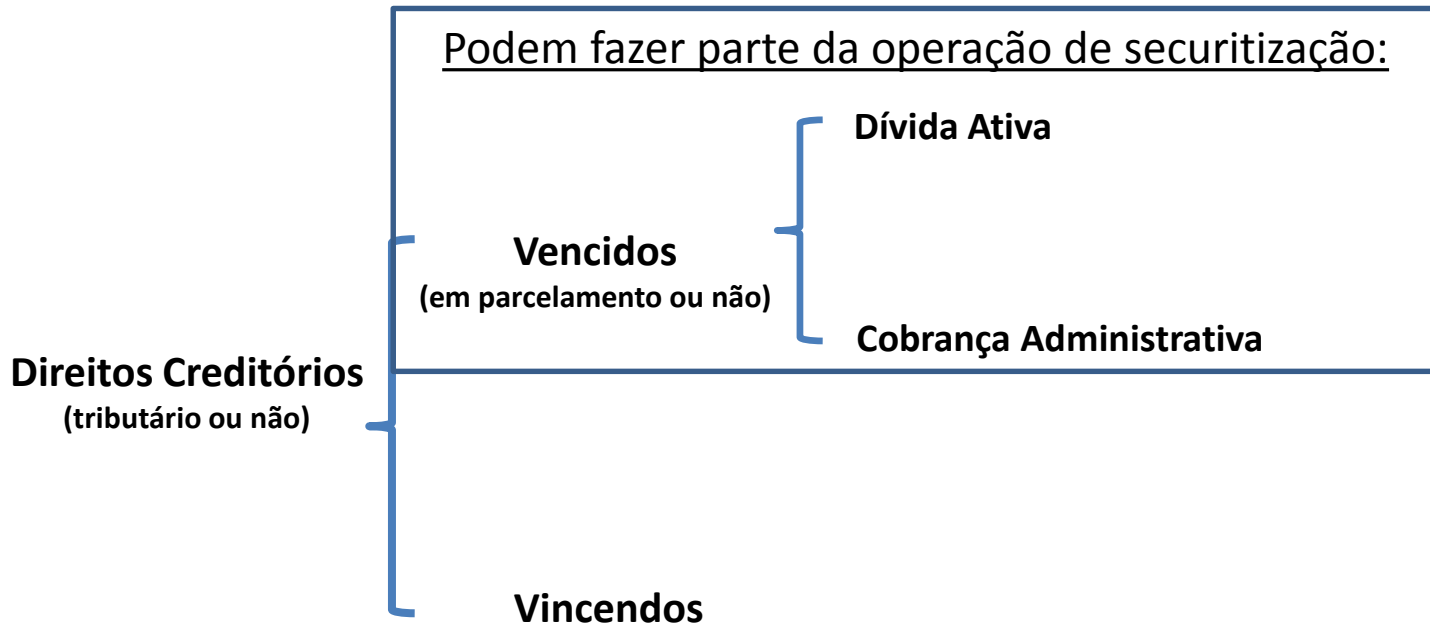 Podem fazer parte da operação de securitização:
Dívida Ativa
Vencidos
(em parcelamento ou não)
Cobrança Administrativa
Direitos Creditórios
(tributário ou não)
Vincendos